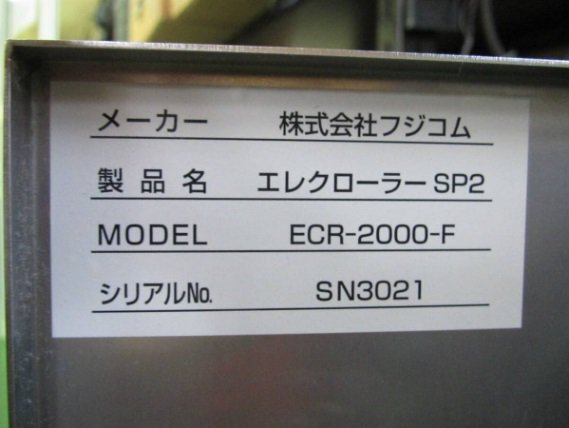 メーカー 株式会社フジコム
製品名 エレクローラーSP2
MODEL ECR-2000-F
シリアルNo. SN3021